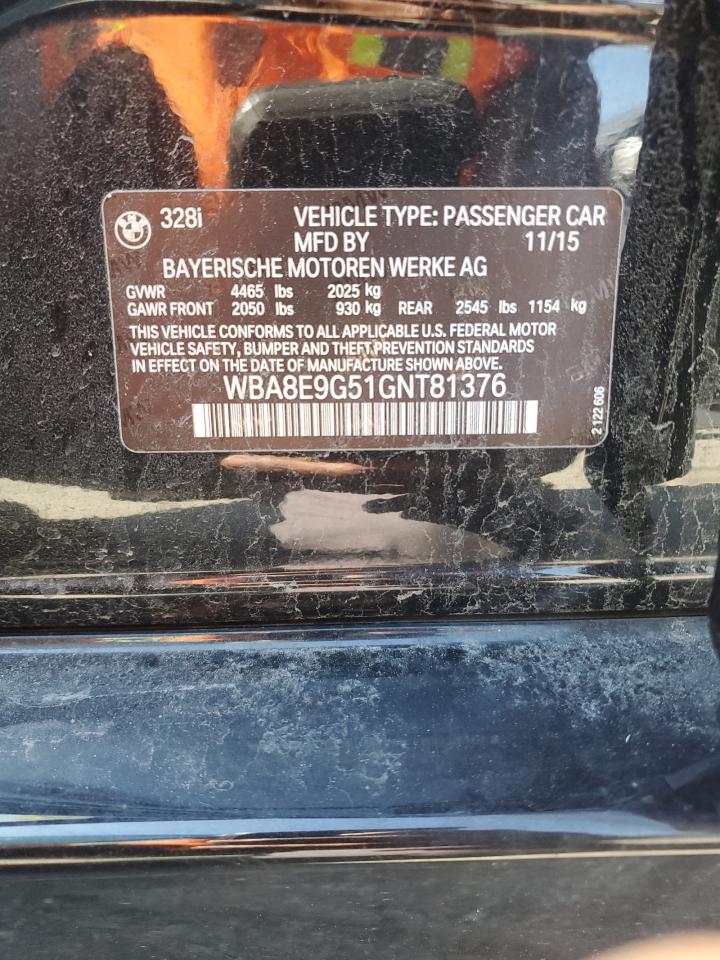 328i VEHICLE TYPE: PASSENGER CAR
MFD BY 11/15
BAYERISCHE MOTOREN WERKE AG
GVWR 4465 lbs 2025 kg
GAWR FRONT 2050 lbs 930 kg REAR 2545 lbs 1154 kg
THIS VEHICLE CONFORMS TO ALL APPLICABLE U.S. FEDERAL MOTOR
VEHICLE SAFETY, BUMPER AND THEFT PREVENTION STANDARDS
IN EFFECT ON THE DATE OF MANUFACTURE SHOWN ABOVE.
WBA8E9G51GNT81376
2 122 606